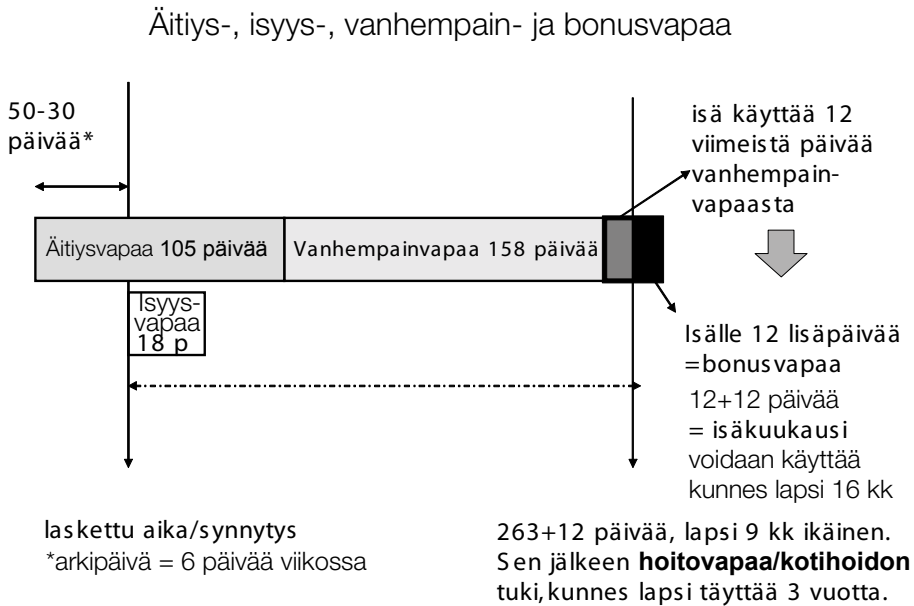 Äitiys-, isyys-, vanhempain- ja bonusvapaa
50-30
päivää*
isä käyttää 12
viimeistä päivää
vanhempain-
vapaasta
Äitiysvapaa 105 päivää
Vanhempainvapaa 158 päivää
Isyys-
vapaa
18 p
Isälle 12 lisäpäivää
=bonusvapaa
12+12 päivää
= isäkuukausi
voidaan käyttää
kunnes lapsi 16 kk
laskettu aika/synnytys
*arkipäivä = 6 päivää viikossa
263+12 päivää, lapsi 9 kk ikäinen.
Sen jälkeen hoitovapaa/kotihoidon
tuki, kunnes lapsi täyttää 3 vuotta.